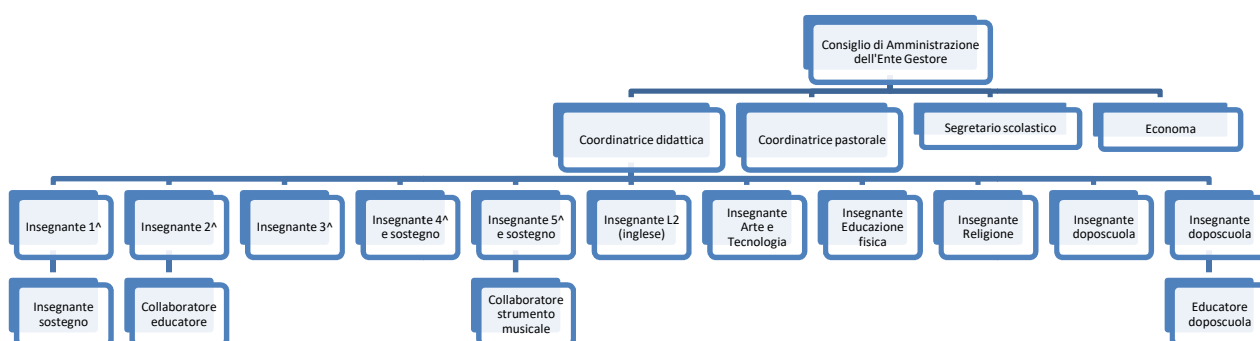 Consiglio di Amministrazione
dell'Ente Gestore
Coordinatrice didattica
Coordinatrice pastorale
Segretario scolastico
Economa
Insegnante 1^
Insegnante 2^
Insegnante 3^
Insegnante 4^
e sostegno
Insegnante 5^
e sostegno
Insegnante L2
(inglese)
Insegnante
Arte e
Tecnologia
Insegnante
Educazione
fisica
Insegnante
Religione
Insegnante
doposcuola
Insegnante
doposcuola
Insegnante
sostegno
Collaboratore
educatore
Collaboratore
strumento
musicale
Educatore
doposcuola